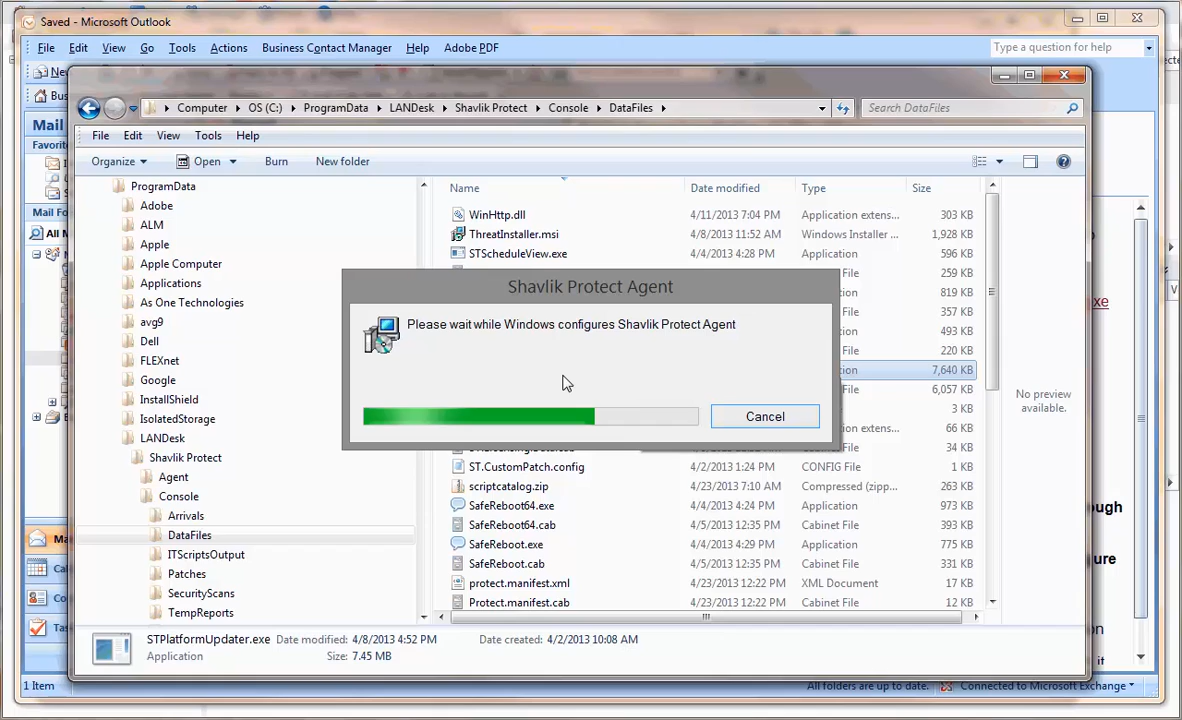 Saved - Microsoft Outlook
File Edit View Go Tools Actions Business Contact Manager Help Adobe PDF
Type a question for help
Computer OS (C:) ProgramData LANDesk Shavlik Protect Console DataFiles
Search DataFiles
File Edit View Tools Help
Organize Open Burn New folder
Mail
ProgramData
Adobe
ALM
Apple
Apple Computer
Applications
As One Technologies
avg9
Dell
FLEXnet
Google
InstallShield
IsolatedStorage
LANDesk
Shavlik Protect
Agent
Console
Arrivals
DataFiles
ITScriptsOutput
Patches
SecurityScans
TempReports
Name Date modified Type Size
WinHttp.dll 4/11/2013 7:04 PM Application extens... 303 KB
ThreatInstaller.msi 4/8/2013 11:52 AM Windows Installer ... 1,928 KB
STScheduleView.exe 4/4/2013 4:28 PM Application 596 KB
File 259 KB
819 KB
File 357 KB
493 KB
File 220 KB
7,640 KB
File 6,057 KB
3 KB
66 KB
34 KB
ST.CustomPatch.config 4/2/2013 1:24 PM CONFIG File 1 KB
scriptcatalog.zip 4/23/2013 7:10 AM Compressed (zipp... 263 KB
SafeReboot64.exe 4/4/2013 4:29 PM Application 973 KB
SafeReboot64.cab 4/5/2013 12:35 PM Cabinet File 393 KB
SafeReboot.exe 4/4/2013 4:29 PM Application 775 KB
SafeReboot.cab 4/5/2013 12:35 PM Cabinet File 331 KB
protect.manifest.xml 4/23/2013 12:22 PM XML Document 17 KB
Protect.manifest.cab 4/23/2013 12:22 PM Cabinet File 12 KB
No preview
available.
Shavlik Protect Agent
Please wait while Windows configures Shavlik Protect Agent
Cancel
STPlatformUpdater.exe Date modified: 4/8/2013 4:52 PM Date created: 4/2/2013 10:08 AM
Application Size: 7.45 MB
1 Item
All folders are up to date. Connected to Microsoft Exchange